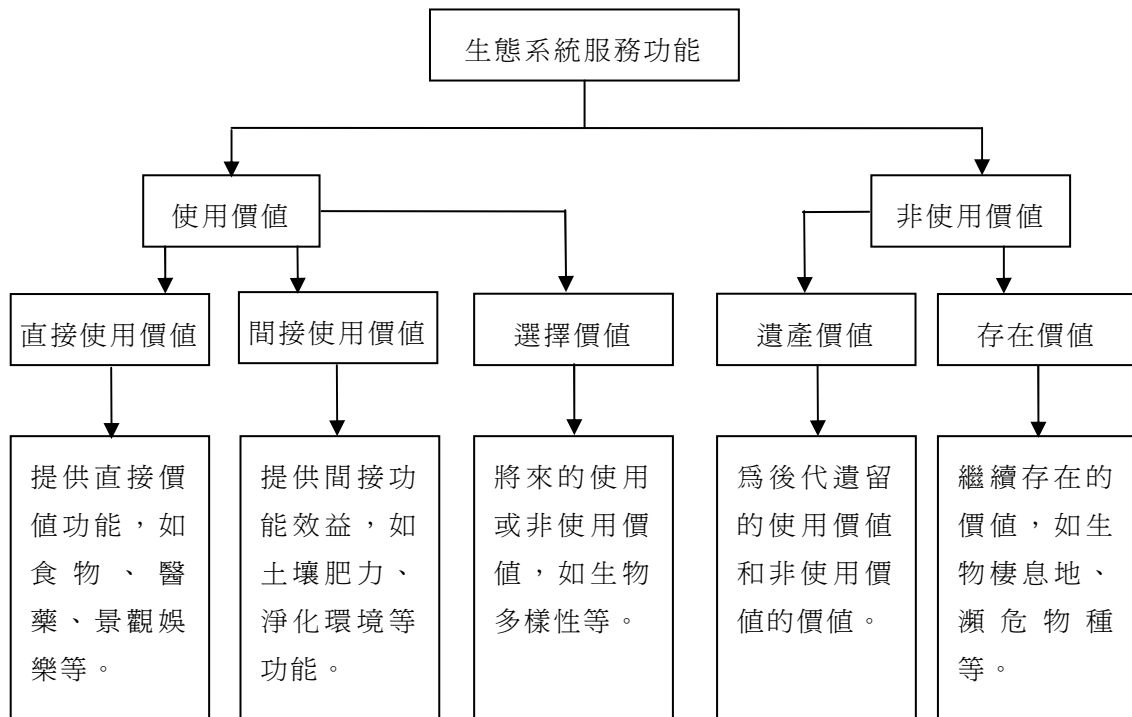 生態系統服務功能
使用價值
非使用價值
直接使用價值
間接使用價值
選擇價值
遺產價值
存在價值
提供直接價
值功能，如
食物、醫
藥、景觀娛
樂等。
提供間接功
能效益，如
土壤肥力、
淨化環境等
功能。
將來的使用
或非使用價
值，如生物
多樣性等。
爲後代遺留
的使用價值
和非使用價
值的價值。
繼續存在的
價值，如生
物棲息地、
瀕危物種
等。